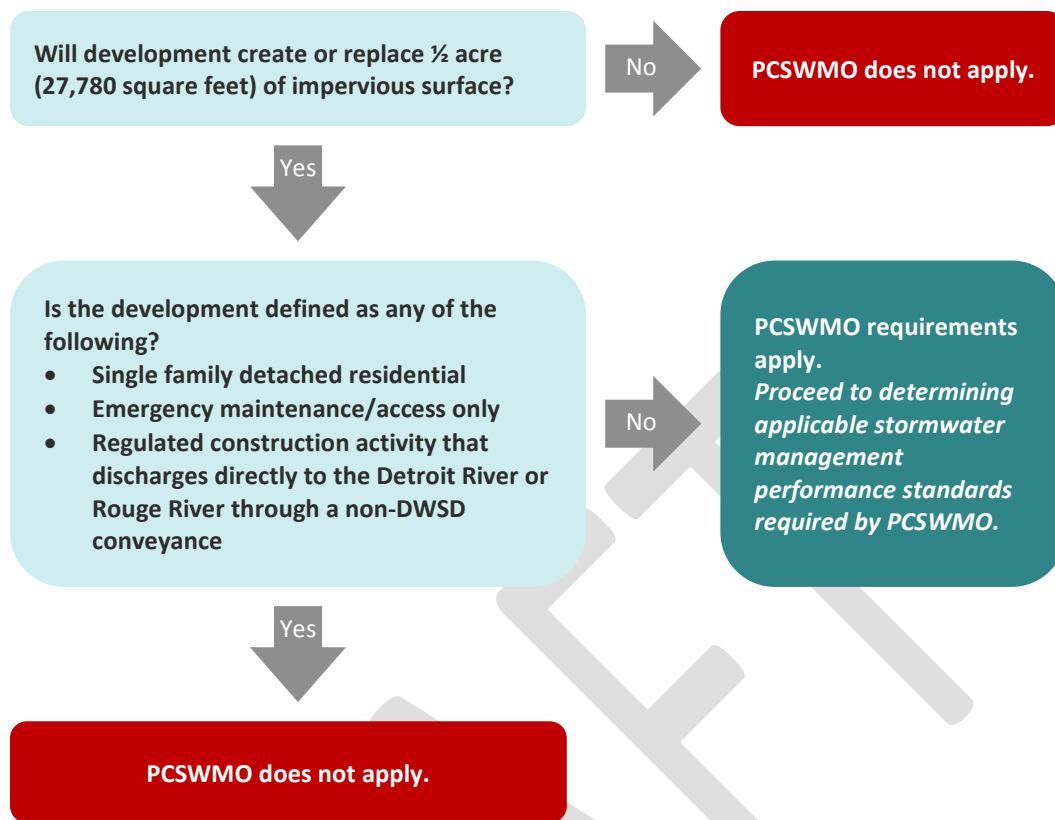 Will development create or replace ½ acre
(27,780 square feet) of impervious surface?
No
PCSWMO does not apply.
Yes
Is the development defined as any of the
following?
• Single family detached residential
• Emergency maintenance/access only
• Regulated construction activity that
discharges directly to the Detroit River or
Rouge River through a non-DWSD
conveyance
No
PCSWMO requirements
apply.
Proceed to determining
applicable stormwater
management
performance standards
required by PCSWMO.
Yes
PCSWMO does not apply.